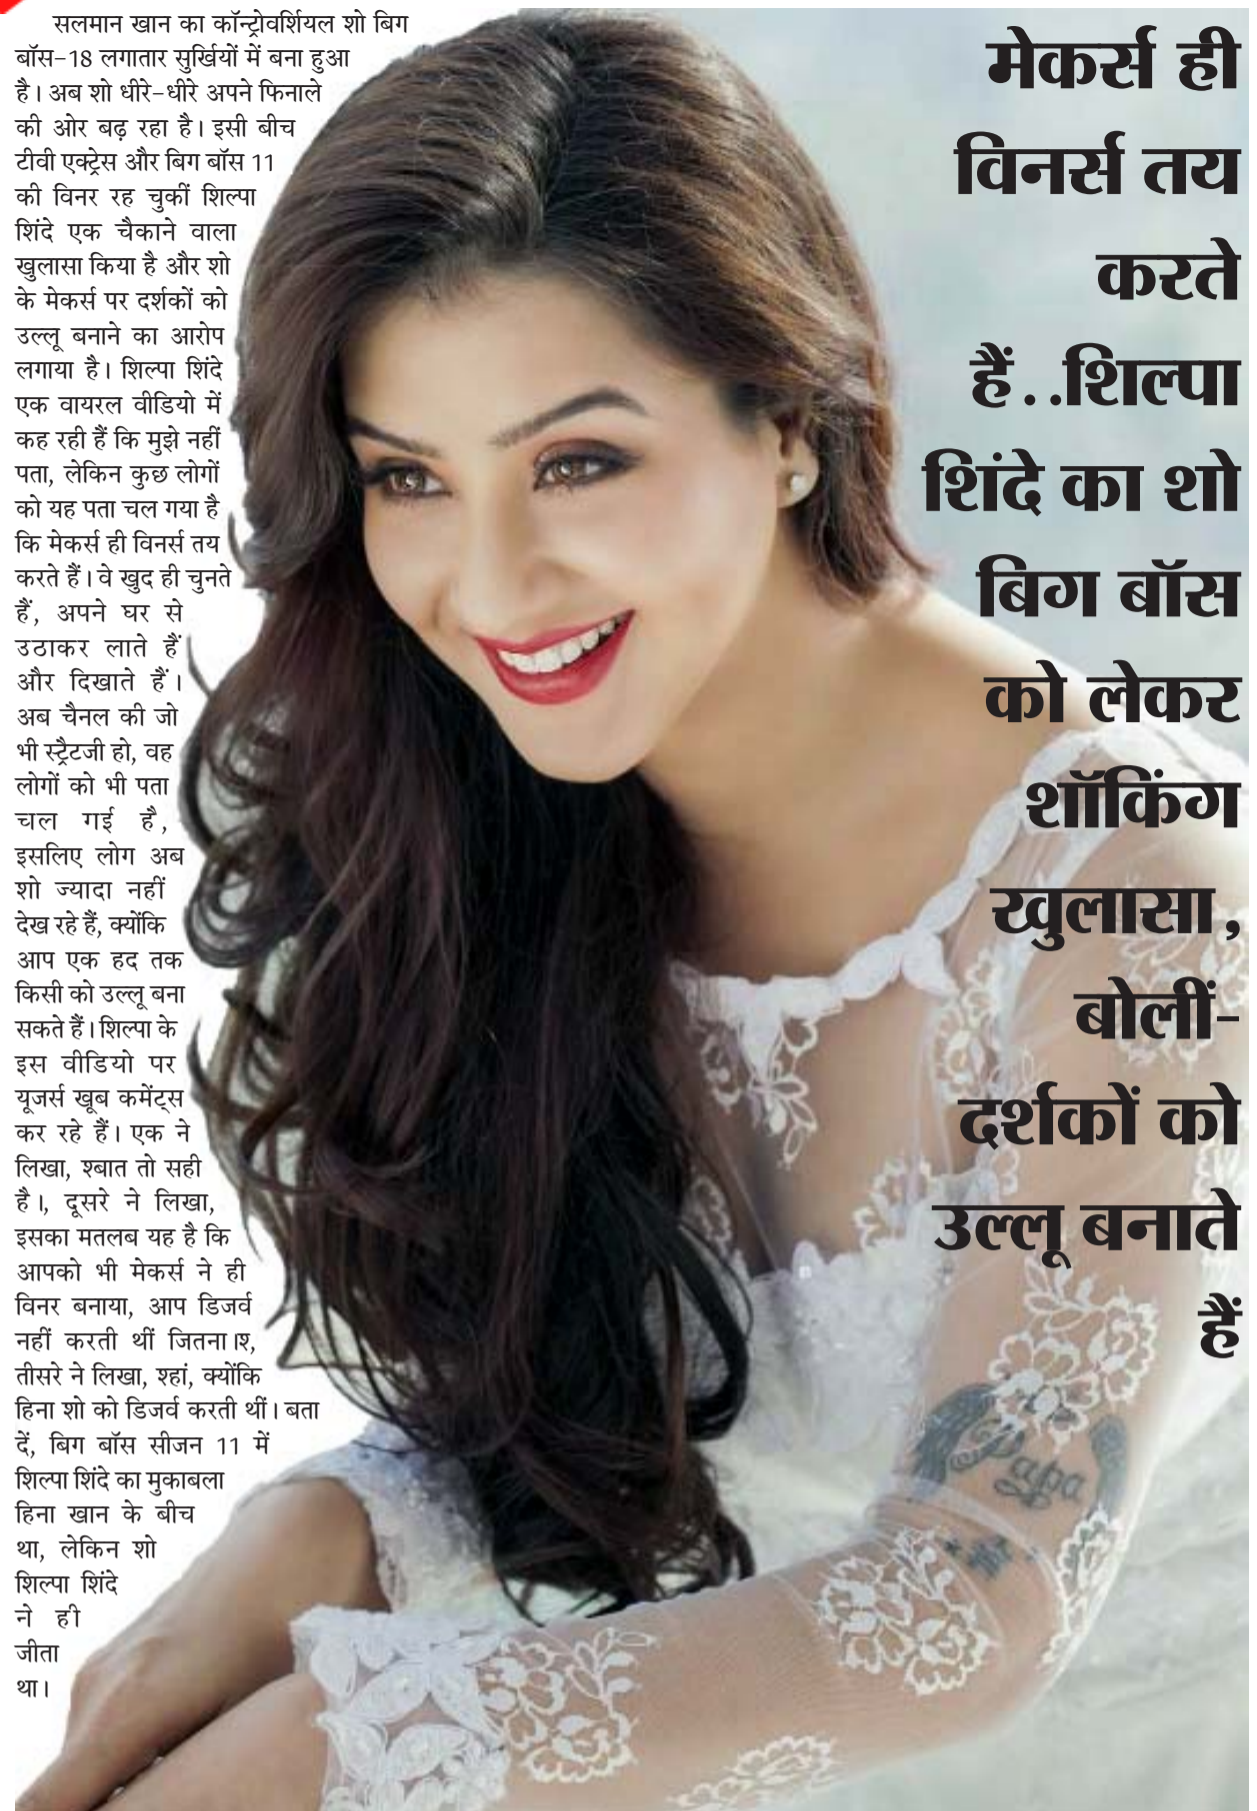 मेकर्स ही
विनर्स तय
करते
हैं..शिल्पा
शिंदे का शो
बिग बॉस
को लेकर
शॉकिंग
खुलासा,
बोलीं-
दर्शकों को
उल्लू बनाते
हैं
सलमान खान का कॉन्ट्रोवर्शियल शो बिग
बॉस-18 लगातार सुर्खियों में बना हुआ
है। अब शो धीरे-धीरे अपने फिनाले
की ओर बढ़ रहा है। इसी बीच
टीवी एक्ट्रेस और बिग बॉस 11
की विनर रह चुकीं शिल्पा
शिंदे एक चैकाने वाला
खुलासा किया है और शो
के मेकर्स पर दर्शकों को
उल्लू बनाने का आरोप
लगाया है। शिल्पा शिंदे
एक वायरल वीडियो में
कह रही हैं कि मुझे नहीं
पता, लेकिन कुछ लोगों
को यह पता चल गया है
कि मेकर्स ही विनर्स तय
करते हैं। वे खुद ही चुनते
हैं, अपने घर से
उठाकर लाते हैं
और दिखाते हैं।
अब चैनल की जो
भी स्ट्रैटजी हो, वह
लोगों को भी पता
चल गई है,
इसलिए लोग अब
शो ज्यादा नहीं
देख रहे हैं, क्योंकि
आप एक हद तक
किसी को उल्लू बना
सकते हैं। शिल्पा के
इस वीडियो पर
यूजर्स खूब कमेंट्स
कर रहे हैं। एक ने
लिखा, श्बात तो सही
है।, दूसरे ने लिखा,
इसका मतलब यह है कि
आपको भी मेकर्स ने ही
विनर बनाया, आप डिजर्व
नहीं करती थीं जितना।श्,
तीसरे ने लिखा, श्हां, क्योंकि
हिना शो को डिजर्व करती थीं। बता
दें, बिग बॉस सीजन 11 में
शिल्पा शिंदे का मुकाबला
हिना खान के बीच
था, लेकिन शो
शिल्पा शिंदे
ने ही
जीता
था।
Papa